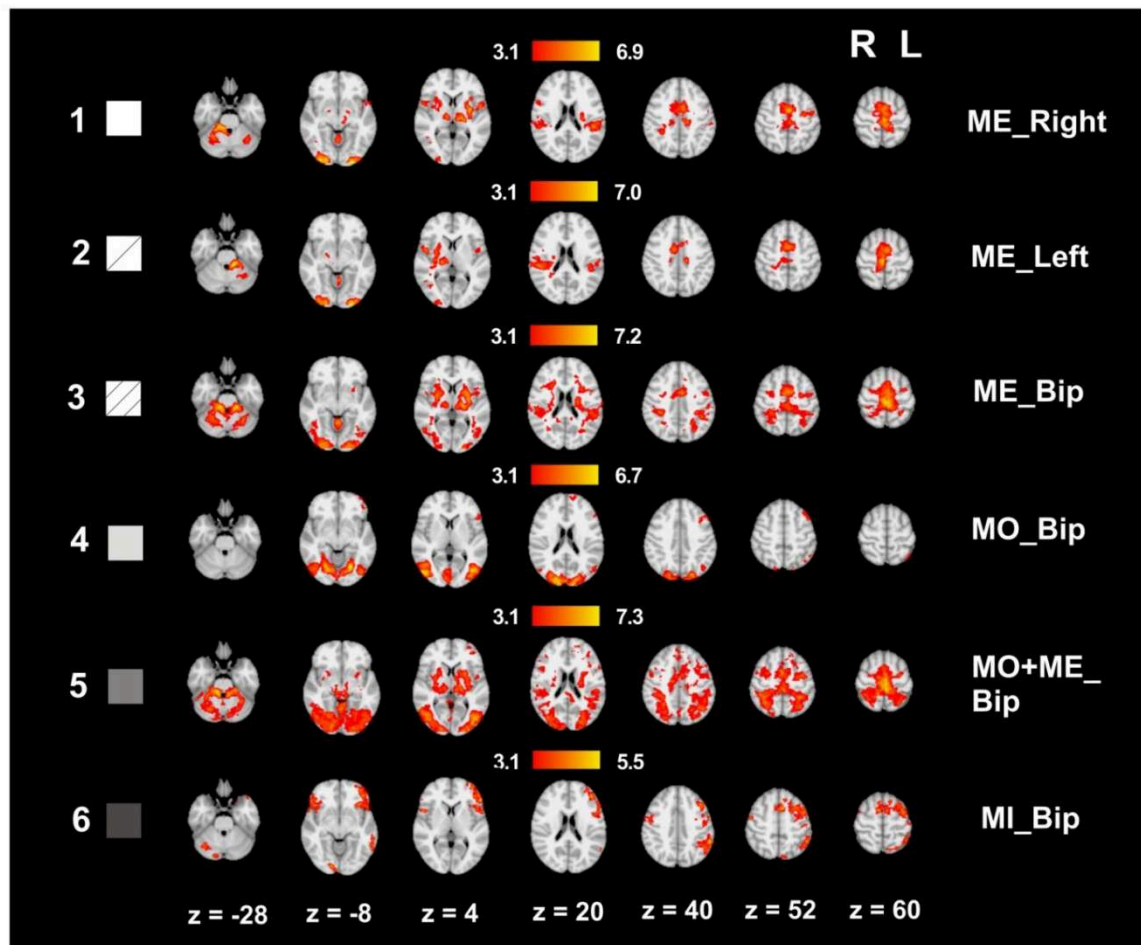 R L
3.1 6.9
1 ME_Right
3.1 7.0
2 ME_Left
3.1 7.2
3 ME_Bip
3.1 6.7
4 MO_Bip
3.1 7.3
5 MO+ME_
Bip
3.1 5.5
6 MI_Bip
z = -28 z = -8 z = 4 z = 20 z = 40 z = 52 z = 60